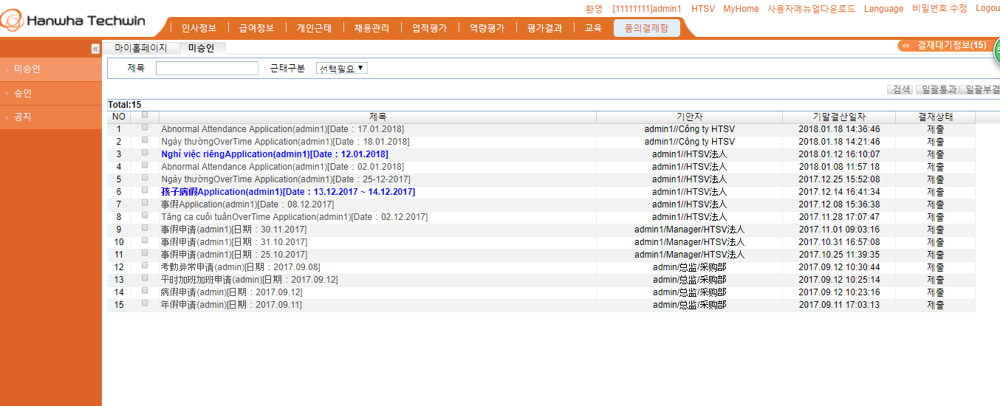 환영 [11111111]admin1 HTSV MyHome 사용자메뉴얼다운로드 Language 비밀번호 수정 Logou
Hanwha Techwin
인사정보 급여정보 개인근태 채용관리 업적평가 역량평가 평가결과 교육 품의결제함
« 마이홈페이지 미승인 결재대기정보(15)
미승인
승인
공지
제목 근태구분 선택필요▼
검색 일괄통과 일괄부결
Total:15
NO 제목 기안자 기말결산일자 결재상태
1 Abnormal Attendance Application(admin1)[Date : 17.01.2018] admin1//Công ty HTSV 2018.01.18 14:36:46 제출
2 Ngày thườngOverTime Application(admin1)[Date : 18.01.2018] admin1//Công ty HTSV 2018.01.18 14:21:46 제출
3 Nghỉ việc riêngApplication(admin1)[Date : 12.01.2018] admin1//HTSV法人 2018.01.12 16:10:07 제출
4 Abnormal Attendance Application(admin1)[Date : 02.01.2018] admin1//HTSV法人 2018.01.08 11:57:18 제출
5 Ngày thườngOverTime Application(admin1)[Date : 25-12-2017] admin1//HTSV法人 2017.12.25 15:52:08 제출
6 孩子病假Application(admin1)[Date : 13.12.2017 ~ 14.12.2017] admin1//HTSV法人 2017.12.14 16:41:34 제출
7 事假Application(admin1)[Date : 08.12.2017] admin1//HTSV法人 2017.12.08 15:36:38 제출
8 Tăng ca cuối tuầnOverTime Application(admin1)[Date : 02.12.2017] admin1//HTSV法人 2017.11.28 17:07:47 제출
9 事假申请(admin1)[日期 : 30.11.2017] admin1/Manager/HTSV法人 2017.11.01 09:03:16 제출
10 事假申请(admin1)[日期 : 31.10.2017] admin1/Manager/HTSV法人 2017.10.31 16:57:08 제출
11 事假申请(admin1)[日期 : 25.10.2017] admin1/Manager/HTSV法人 2017.10.25 11:39:35 제출
12 考勤异常申请(admin)[日期 : 2017.09.08] admin/总监/采购部 2017.09.12 10:30:44 제출
13 平时加班加班申请(admin)[日期 : 2017.09.12] admin/总监/采购部 2017.09.12 10:25:14 제출
14 病假申请(admin)[日期 : 2017.09.12] admin/总监/采购部 2017.09.12 10:23:16 제출
15 年假申请(admin)[日期 : 2017.09.11] admin/总监/采购部 2017.09.11 17:03:13 제출